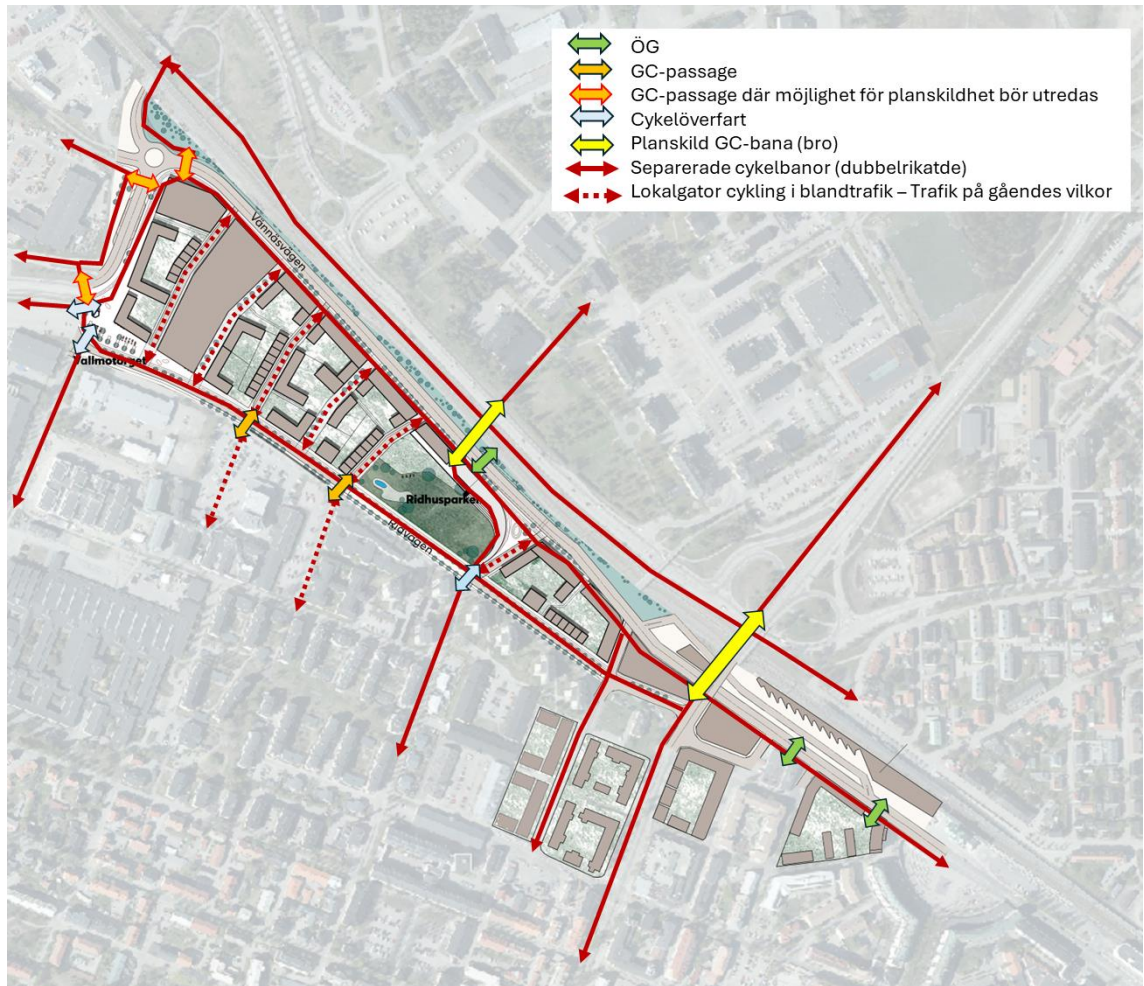 ÖG
GC-passage
GC-passage där möjlighet för planskildhet bör utredas
Cykelöverfart
Planskild GC-bana (bro)
Separerade cykelbanor (dubbelrikatde)
Lokalgator cykling i blandtrafik – Trafik på gåendes vilkor
Vännäsvägen
allmotorget
Ridhusparken
Ridvägen